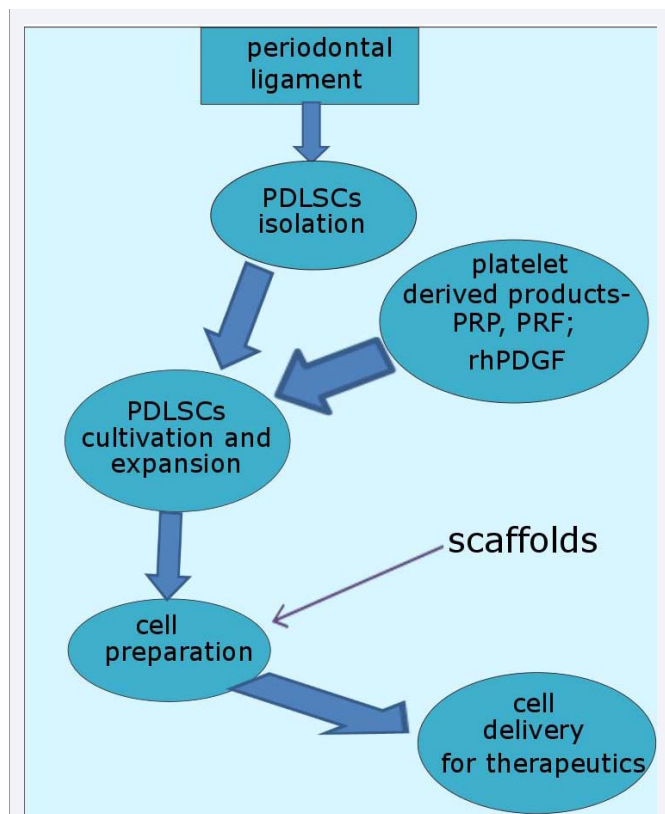 periodontal
ligament
PDLSCs
isolation
platelet
derived products-
PRP, PRF;
rhPDGF
PDLSCs
cultivation and
expansion
scaffolds
cell
preparation
cell
delivery
for therapeutics